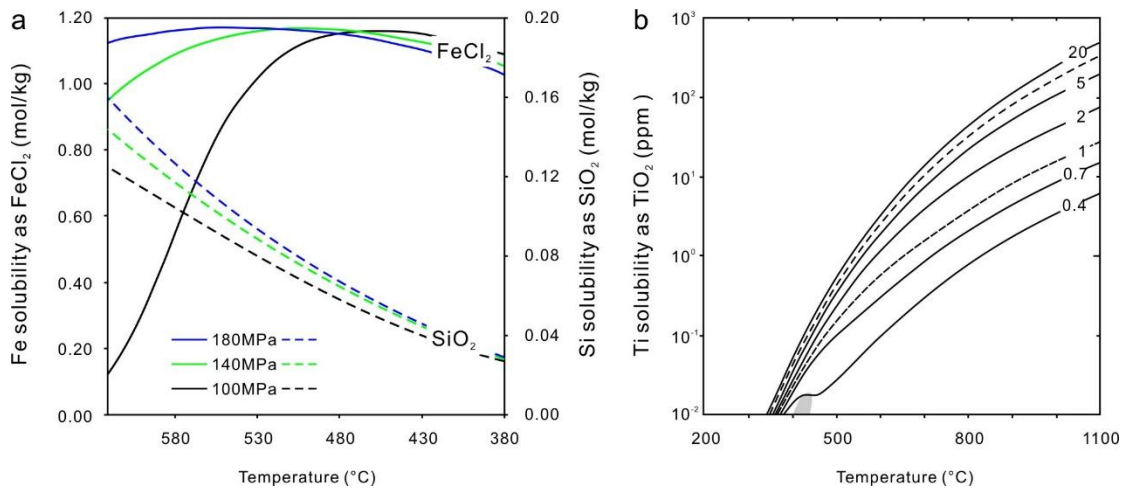 a
Fe solubility as FeCl₂ (mol/kg)
1.20
1.00
0.80
0.60
0.40
0.20
0.00
FeCl₂
SiO₂
180MPa
140MPa
100MPa
580
530
480
430
380
Temperature (°C)
0.20
0.16
0.12
0.08
0.04
0.00
Si solubility as SiO₂ (mol/kg)
b
Ti solubility as TiO₂ (ppm )
10³
10²
10¹
10⁰
10⁻¹
10⁻²
20
5
2
1
0.7
0.4
200
500
800
1100
Temperature (°C)